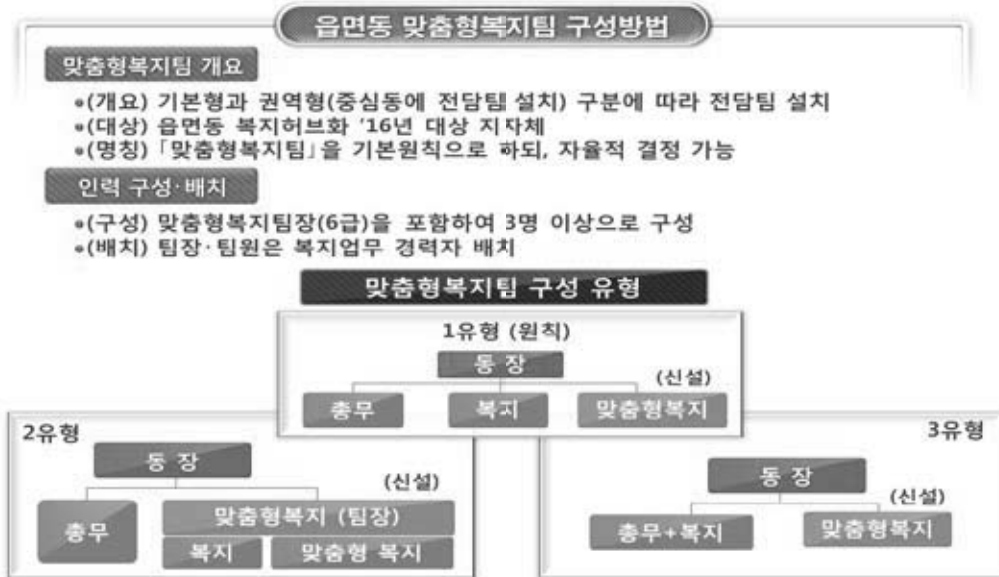 읍면동 맞춤형복지팀 구성방법
맞춤형복지팀 개요
•(개요) 기본형과 권역형(중심동에 전담팀 설치) 구분에 따라 전담팀 설치
•(대상) 읍면동 복지허브화 '16년 대상 지자체
•(명칭) 「맞춤형복지팀」을 기본원칙으로 하되, 자율적 결정 가능
인력 구성·배치
•(구성) 맞춤형복지팀장(6급)을 포함하여 3명 이상으로 구성
•(배치) 팀장·팀원은 복지업무 경력자 배치
맞춤형복지팀 구성 유형
1유형 (원칙)
동 장
(신설)
총무 복지 맞춤형복지
2유형
동 장
(신설)
총무 맞춤형복지 (팀장)
복지 맞춤형 복지
3유형
동 장
(신설)
총무+복지 맞춤형복지